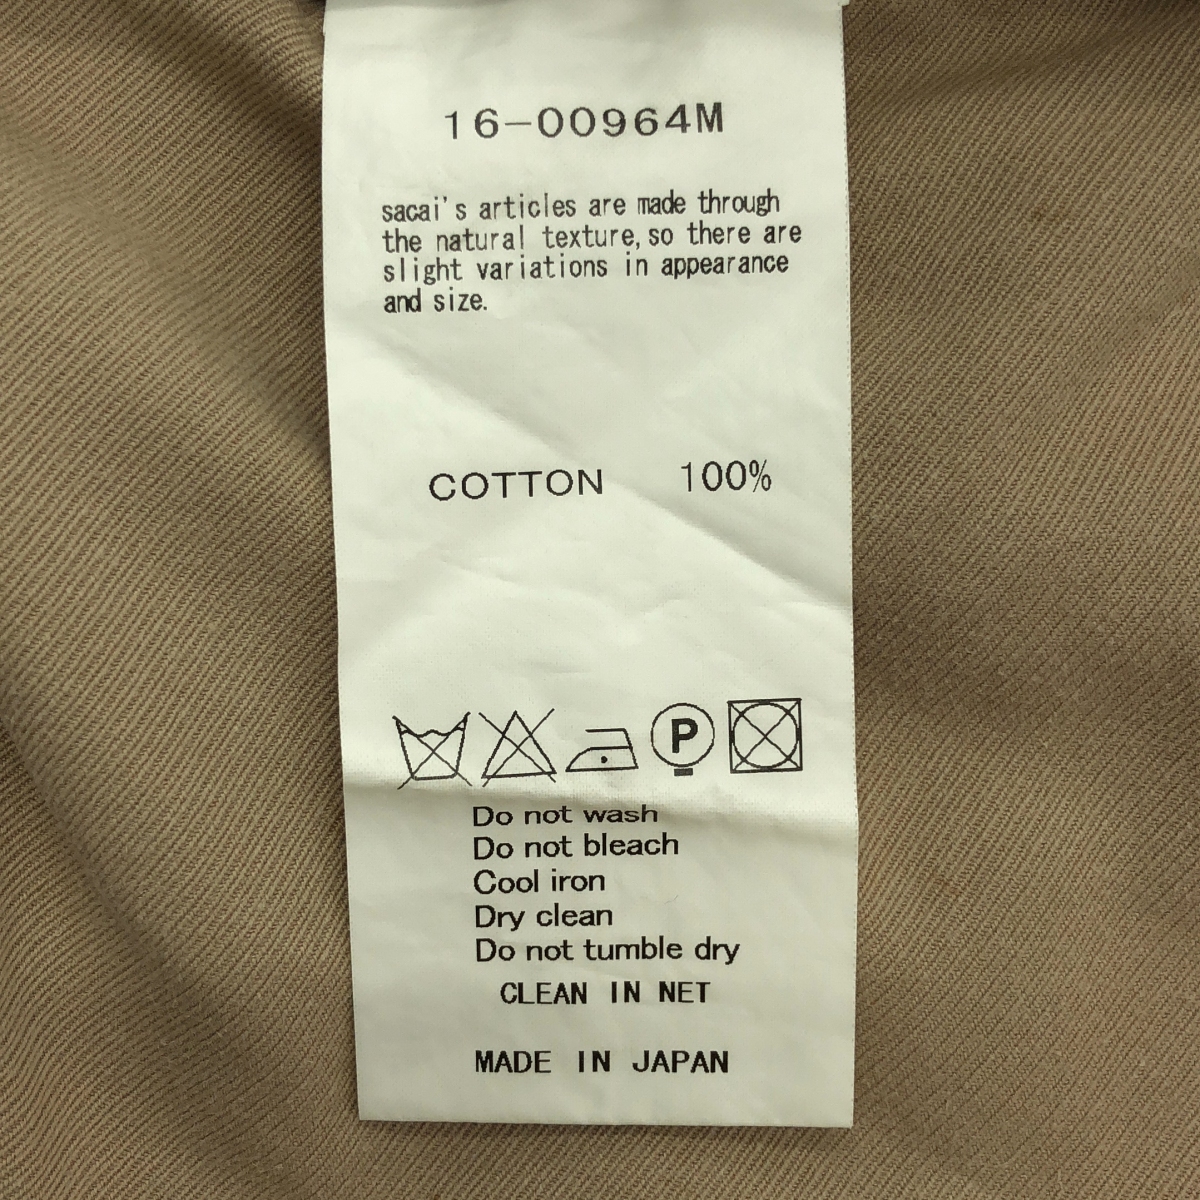 16-00964M
sacai's articles are made through
the natural texture, so there are
slight variations in appearance
and size.
COTTON 100%
P
Do not wash
Do not bleach
Cool iron
Dry clean
Do not tumble dry
CLEAN IN NET
MADE IN JAPAN